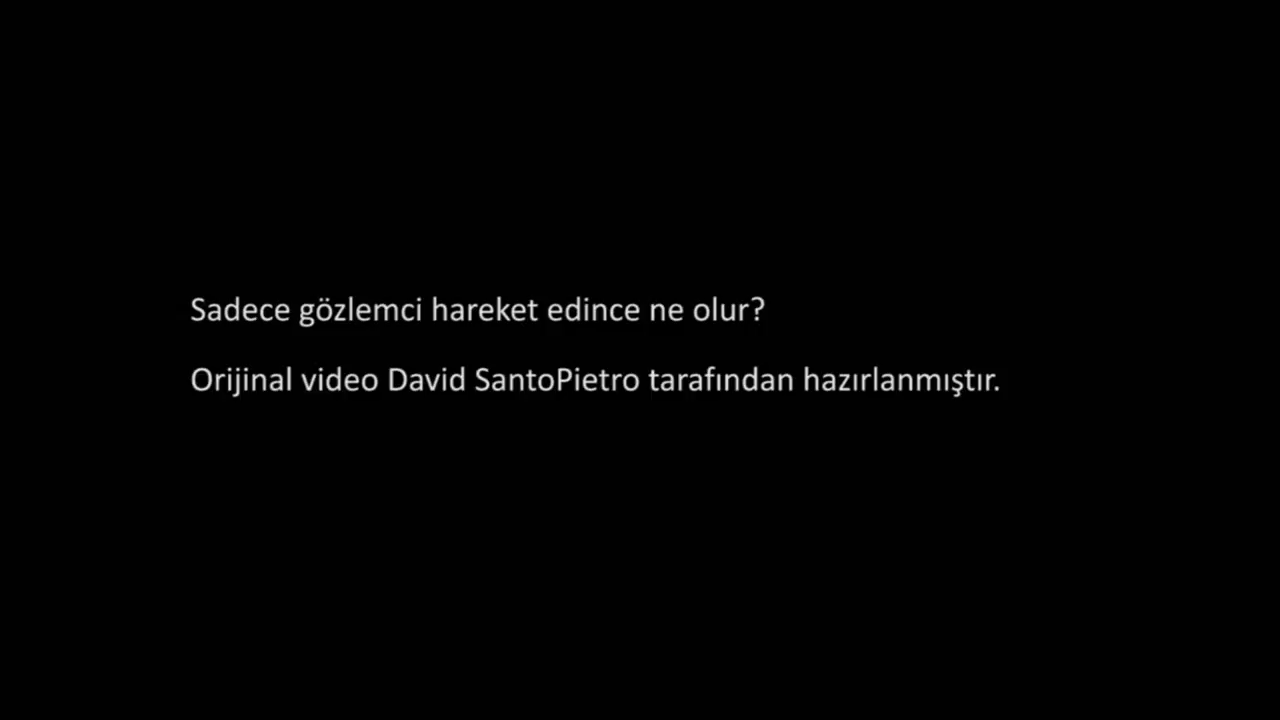 Sadece gözlemci hareket edince ne olur?
Orijinal video David SantoPietro tarafından hazırlanmıştır.